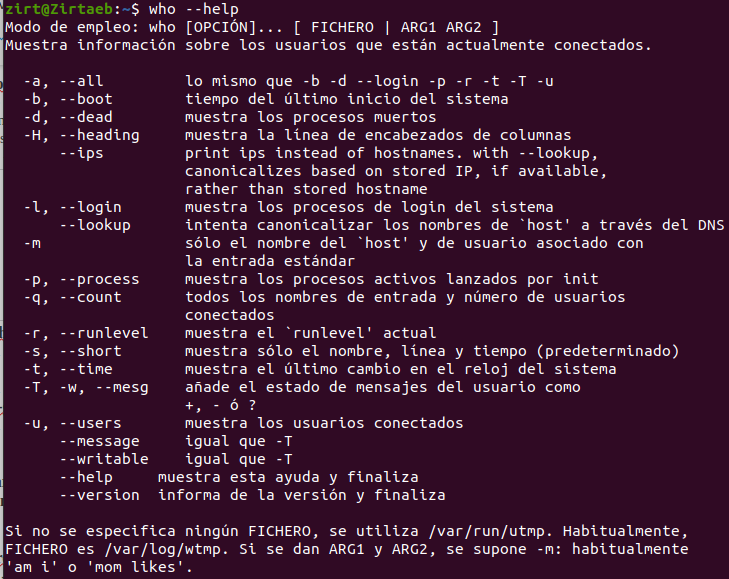 zirt@Zirtaeb:~$ who --help
Modo de empleo: who [OPCIÓN]... [ FICHERO | ARG1 ARG2 ]
Muestra información sobre los usuarios que están actualmente conectados.

  -a, --all         lo mismo que -b -d --login -p -r -t -T -u
  -b, --boot        tiempo del último inicio del sistema
  -d, --dead        muestra los procesos muertos
  -H, --heading     muestra la línea de encabezados de columnas
      --ips         print ips instead of hostnames. with --lookup,
                    canonicalizes based on stored IP, if available,
                    rather than stored hostname
  -l, --login       muestra los procesos de login del sistema
      --lookup      intenta canonicalizar los nombres de `host' a través del DNS
  -m                sólo el nombre del `host' y de usuario asociado con
                    la entrada estándar
  -p, --process     muestra los procesos activos lanzados por init
  -q, --count       todos los nombres de entrada y número de usuarios
                    conectados
  -r, --runlevel    muestra el `runlevel' actual
  -s, --short       muestra sólo el nombre, línea y tiempo (predeterminado)
  -t, --time        muestra el último cambio en el reloj del sistema
  -T, -w, --mesg    añade el estado de mensajes del usuario como
                    +, - ó ?
  -u, --users       muestra los usuarios conectados
      --message     igual que -T
      --writable    igual que -T
      --help     muestra esta ayuda y finaliza
      --version  informa de la versión y finaliza

Si no se especifica ningún FICHERO, se utiliza /var/run/utmp. Habitualmente,
FICHERO es /var/log/wtmp. Si se dan ARG1 y ARG2, se supone -m: habitualmente
'am i' o 'mom likes'.